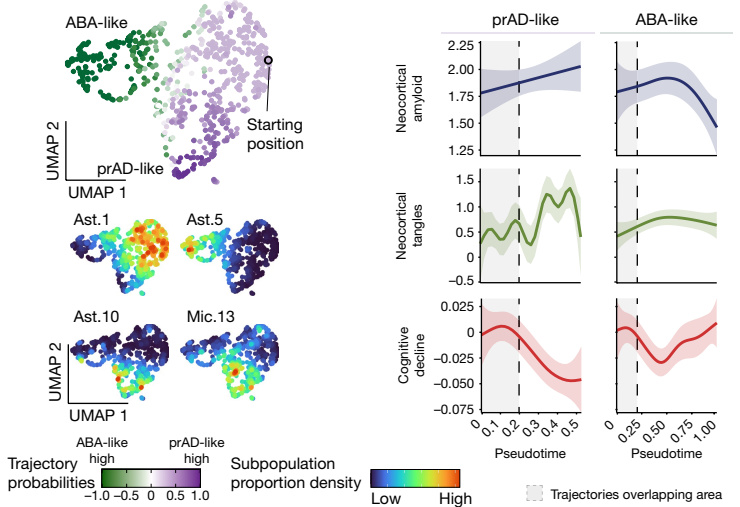 ABA-like
Starting
position
prAD-like
UMAP 2
UMAP 1
Ast.1
Ast.5
Ast.10
Mic.13
UMAP 2
UMAP 1
Trajectory
probabilities
ABA-like
high
prAD-like
high
−1.0 −0.5 0 0.5 1.0
Subpopulation
proportion density
Low
High
prAD-like
ABA-like
Neocortical
amyloid
2.25
2.00
1.75
1.50
1.25
Neocortical
tangles
1.5
1.0
0.5
0
−0.5
Cognitive
decline
0.025
0
−0.025
−0.050
−0.075
0 0.1 0.2 0.3 0.4 0.5
Pseudotime
0 0.25 0.50 0.75 1.00
Pseudotime
Trajectories overlapping area